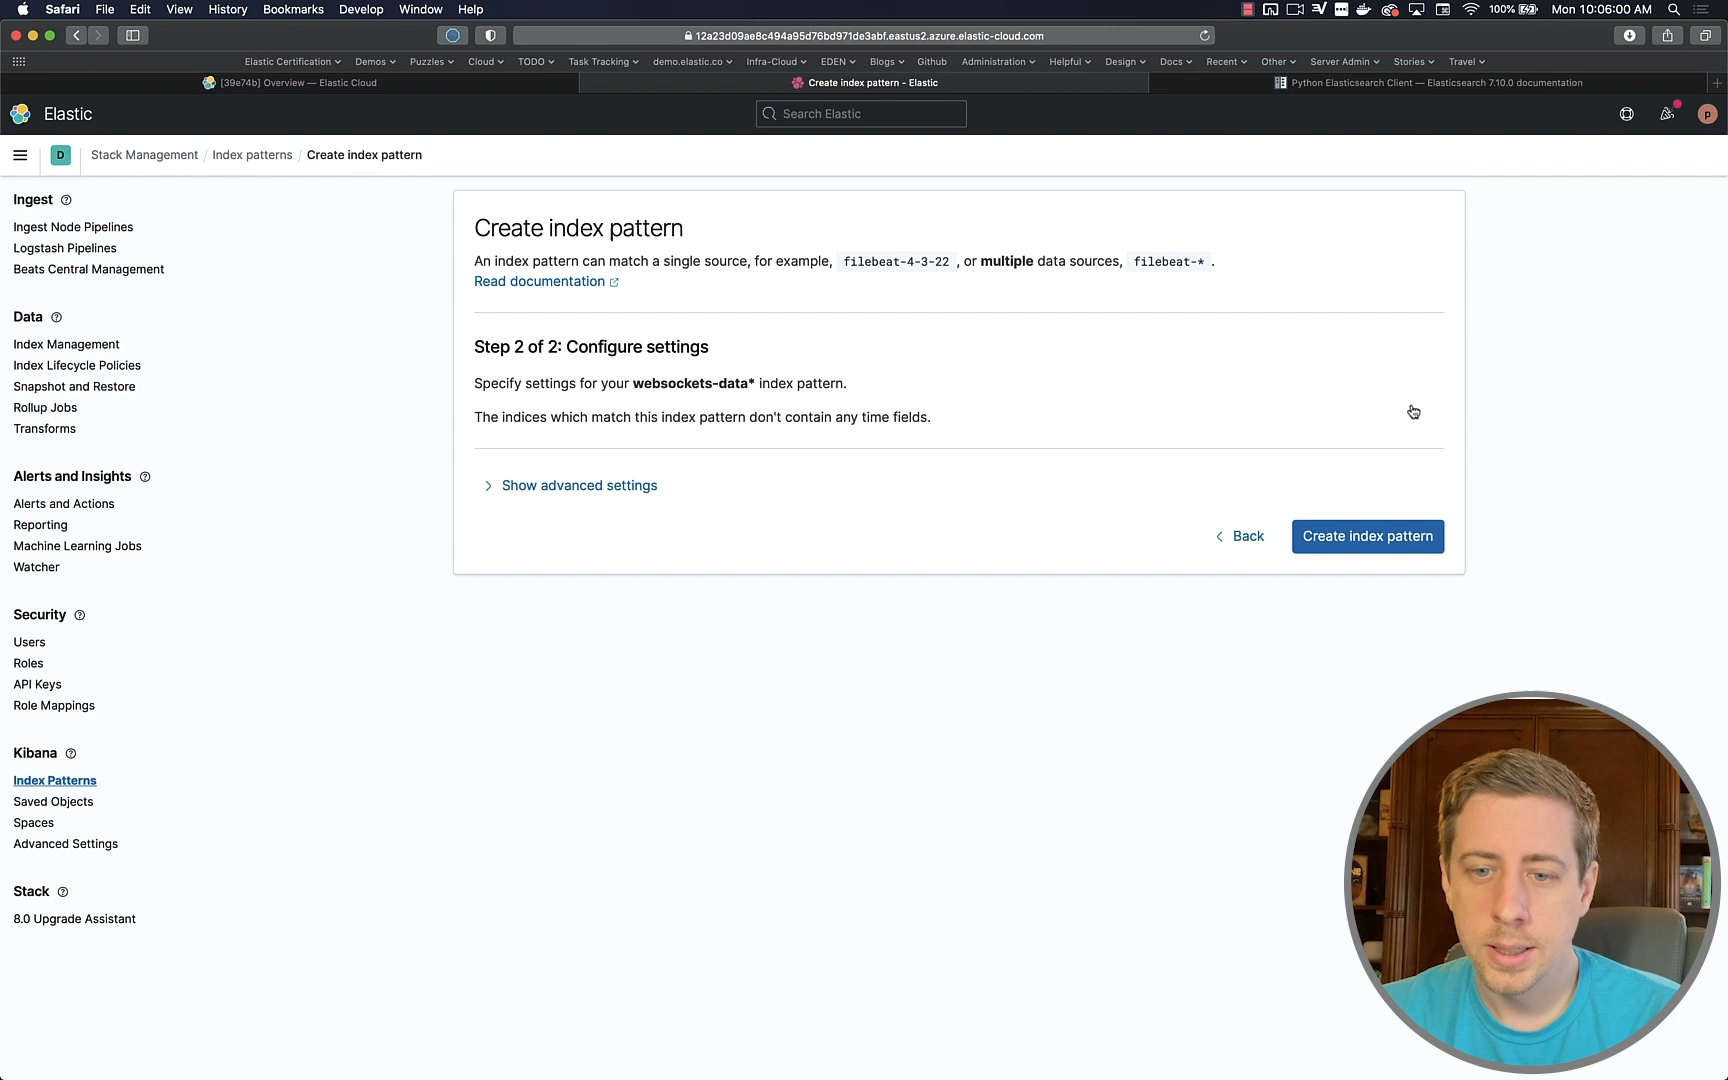 Safari File Edit View History Bookmarks Develop Window Help 100% Mon 10:06:00 AM
12a23d09ae8c494a95d76bd971de3abf.eastus2.azure.elastic-cloud.com
Elastic Certification Demos Puzzles Cloud TODO Task Tracking demo.elastic.co Infra-Cloud EDEN Blogs Github Administration Helpful Design Docs Recent Other Server Admin Stories Travel
[39e74b] Overview — Elastic Cloud
Create index pattern - Elastic
Python Elasticsearch Client — Elasticsearch 7.10.0 documentation
Elastic
Search Elastic
p
D
Stack Management / Index patterns / Create index pattern
Ingest
Ingest Node Pipelines
Logstash Pipelines
Beats Central Management
Data
Index Management
Index Lifecycle Policies
Snapshot and Restore
Rollup Jobs
Transforms
Alerts and Insights
Alerts and Actions
Reporting
Machine Learning Jobs
Watcher
Security
Users
Roles
API Keys
Role Mappings
Kibana
Index Patterns
Saved Objects
Spaces
Advanced Settings
Stack
8.0 Upgrade Assistant
Create index pattern
An index pattern can match a single source, for example, filebeat-4-3-22 , or multiple data sources, filebeat-* .
Read documentation
Step 2 of 2: Configure settings
Specify settings for your websockets-data* index pattern.
The indices which match this index pattern don't contain any time fields.
Show advanced settings
Back
Create index pattern